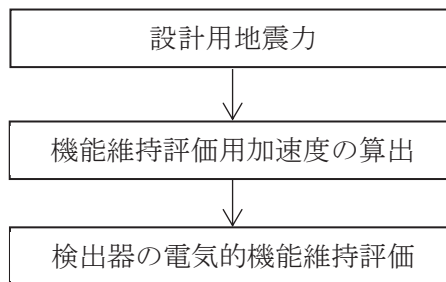 設計用地震力
機能維持評価用加速度の算出
検出器の電気的機能維持評価